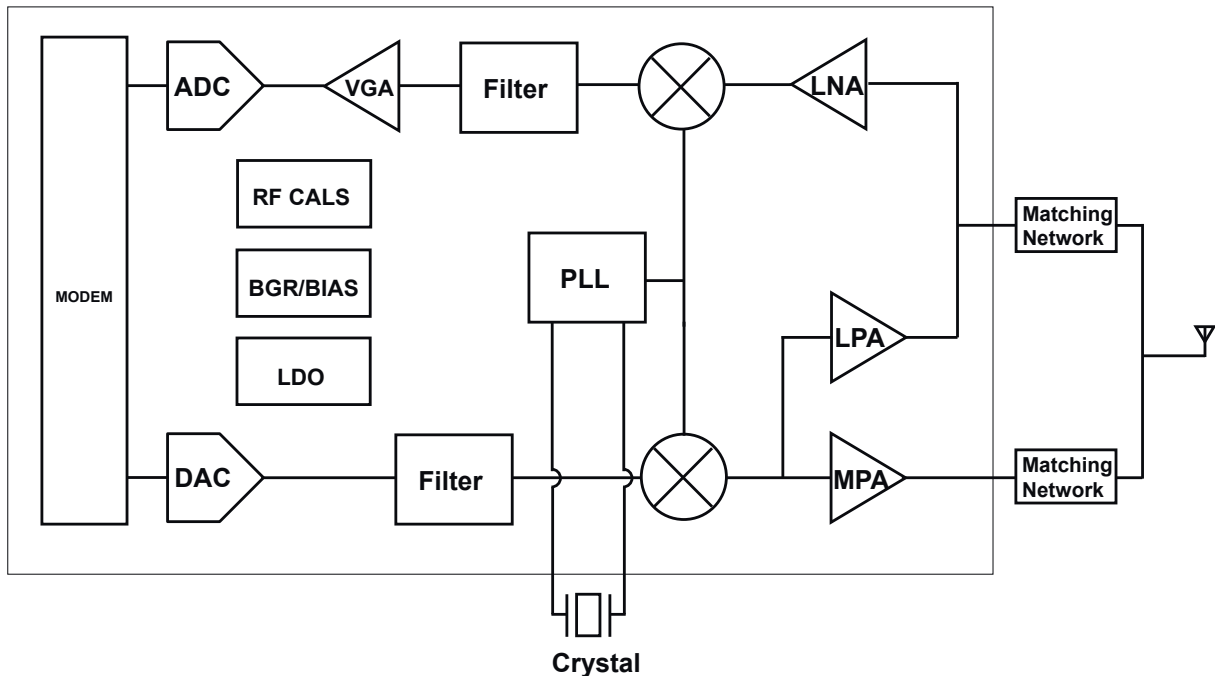 ADC
VGA
Filter
LNA
RF CALS
Matching
Network
PLL
BGR/BIAS
MODEM
LPA
LDO
DAC
Filter
MPA
Matching
Network
Crystal